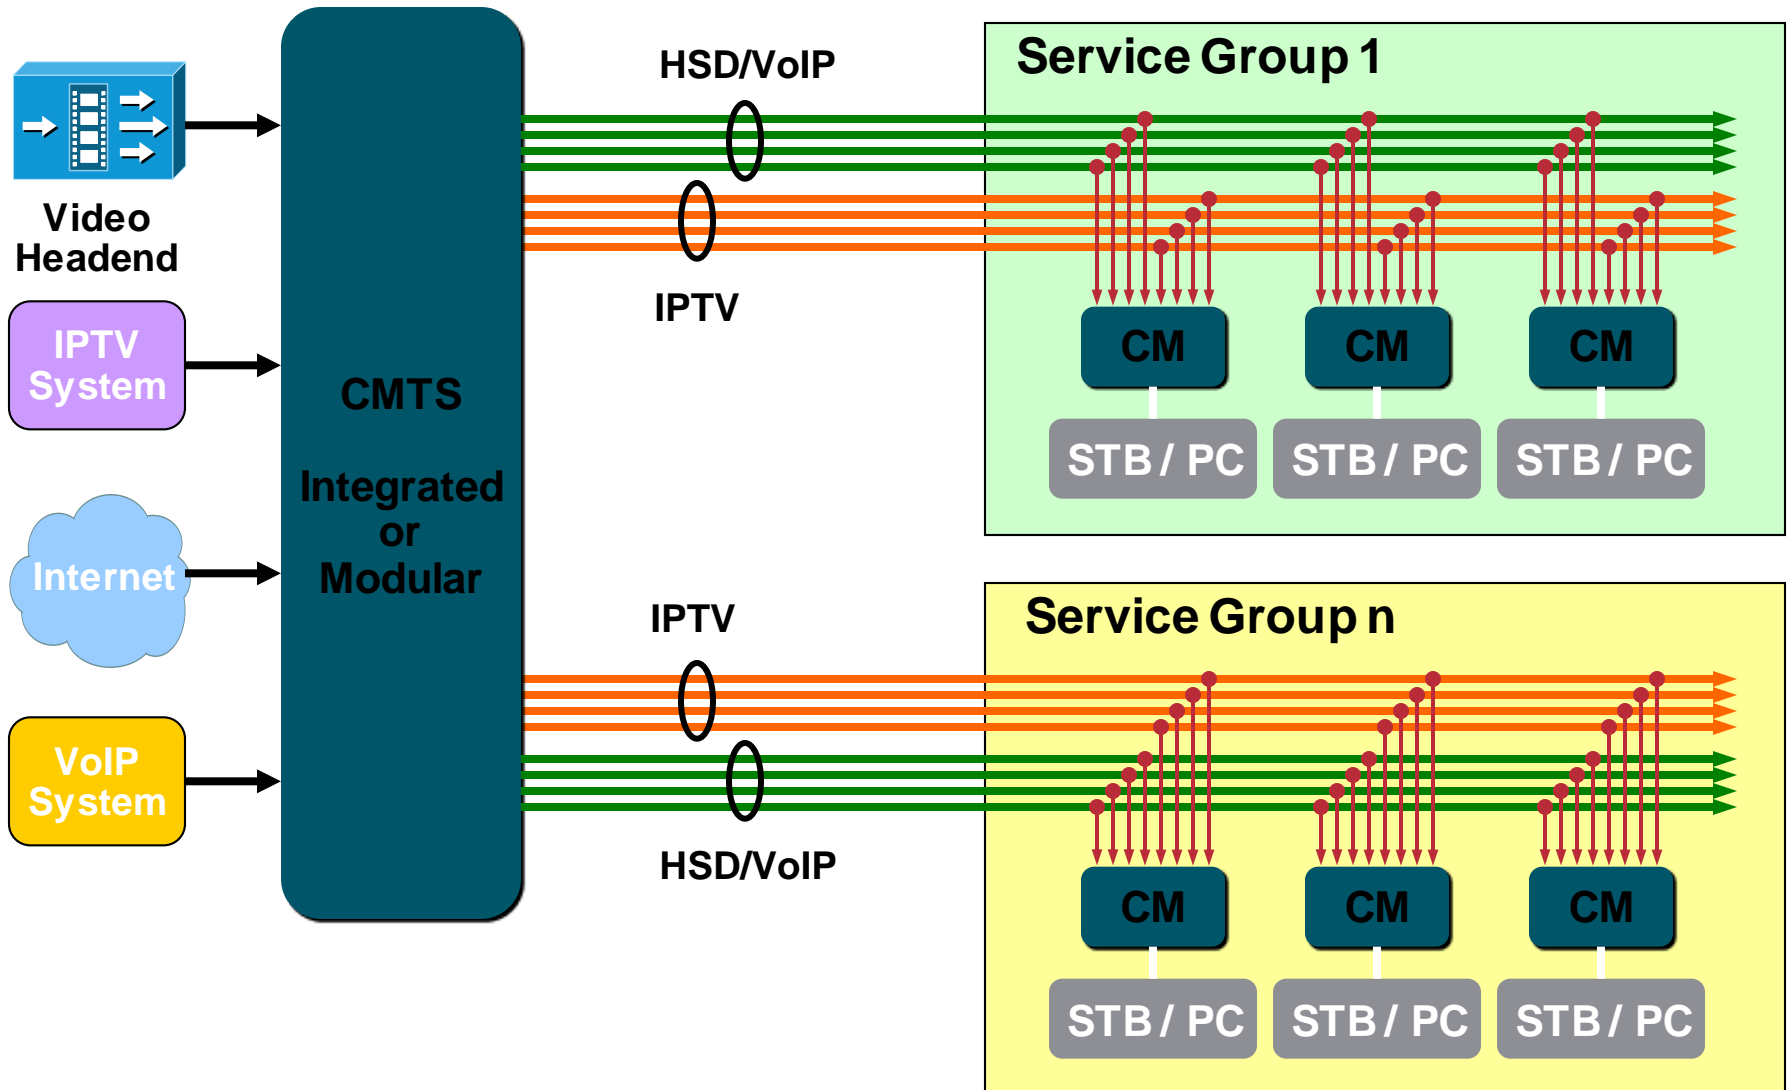 Video
Headend
IPTV
System
Internet
VoIP
System
CMTS
Integrated
or
Modular
HSD/VoIP
IPTV
Service Group 1
CM
CM
CM
STB / PC
STB / PC
STB / PC
IPTV
HSD/VoIP
Service Group n
CM
CM
CM
STB / PC
STB / PC
STB / PC